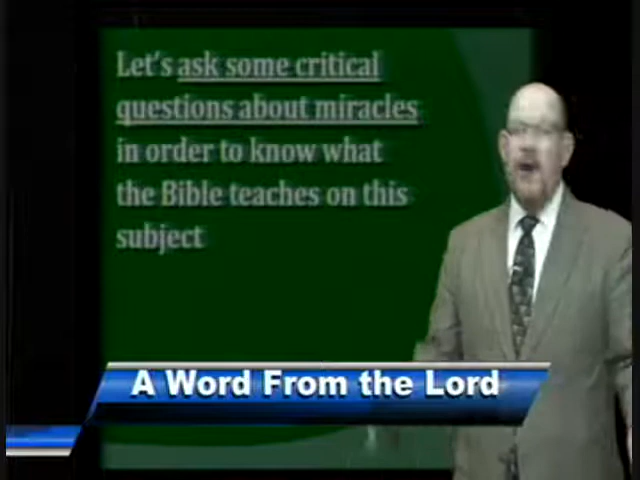 Let's ask some critical
questions about miracles
in order to know what
the Bible teaches on this
subject
A Word From the Lord